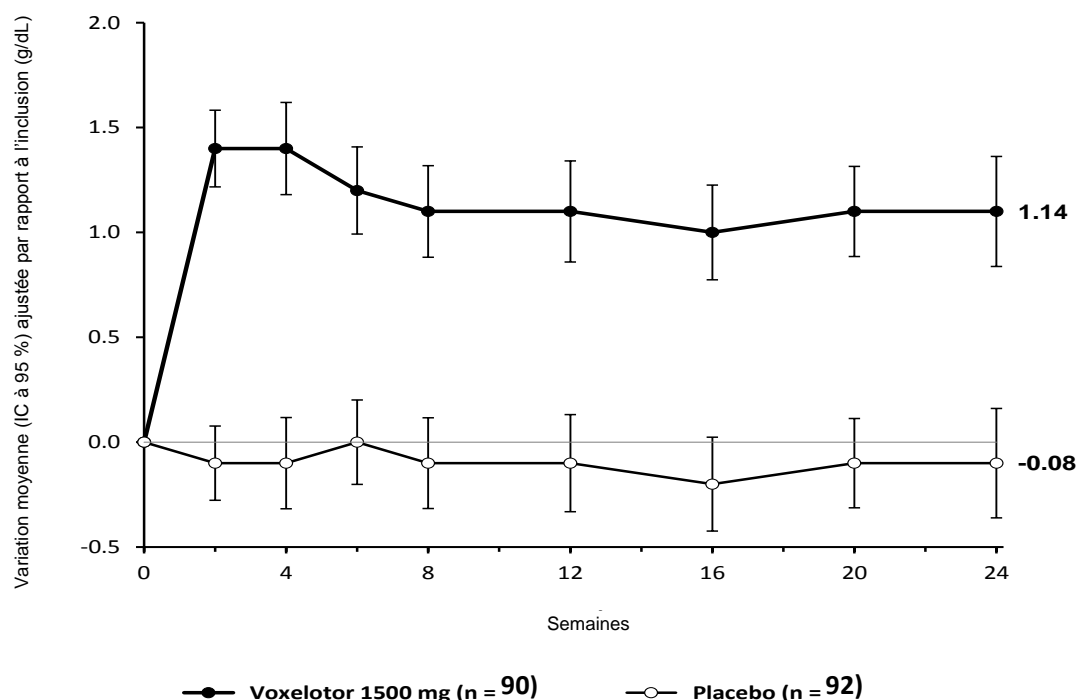 Variation moyenne (IC à 95 %) ajustée par rapport à l'inclusion (g/dL)
2.0
1.5
1.0
0.5
0.0
-0.5
1.14
-0.08
0 4 8 12 16 20 24
Semaines
Voxelotor 1500 mg (n = 90) Placebo (n = 92)